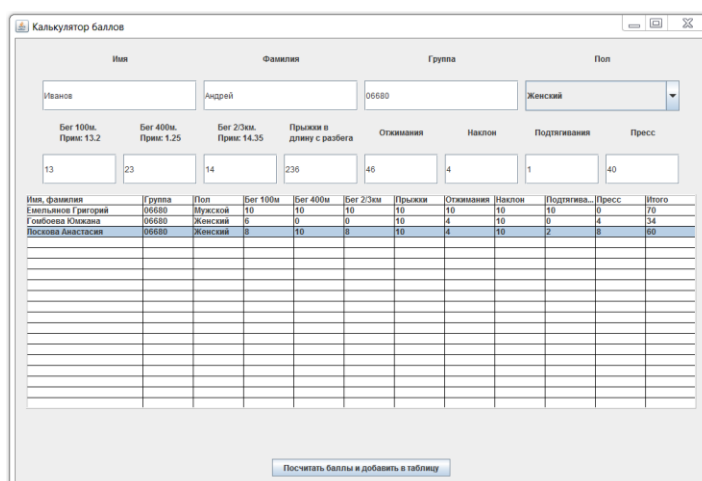 Калькулятор баллов
Имя Фамилия Группа Пол
Иванов Андрей 06680 Женский
Бег 100м. Бег 400м. Бег 2/3км. Прыжки в Отжимания Наклон Подтягивания Пресс
Прим: 13.2 Прим: 1.25 Прим: 14.35 длину с разбега
13 23 14 236 46 4 1 40
Имя, фамилия Группа Пол Бег 100м Бег 400м Бег 2/3км Прыжки Отжимания Наклон Подтягива... Пресс Итого
Емельянов Григорий 06680 Мужской 10 10 10 10 10 10 10 0 70
Гомбоева Юмжана 06680 Женский 6 0 0 10 4 10 0 4 34
Лоскова Анастасия 06680 Женский 8 10 8 10 4 10 2 8 60
Посчитать баллы и добавить в таблицу